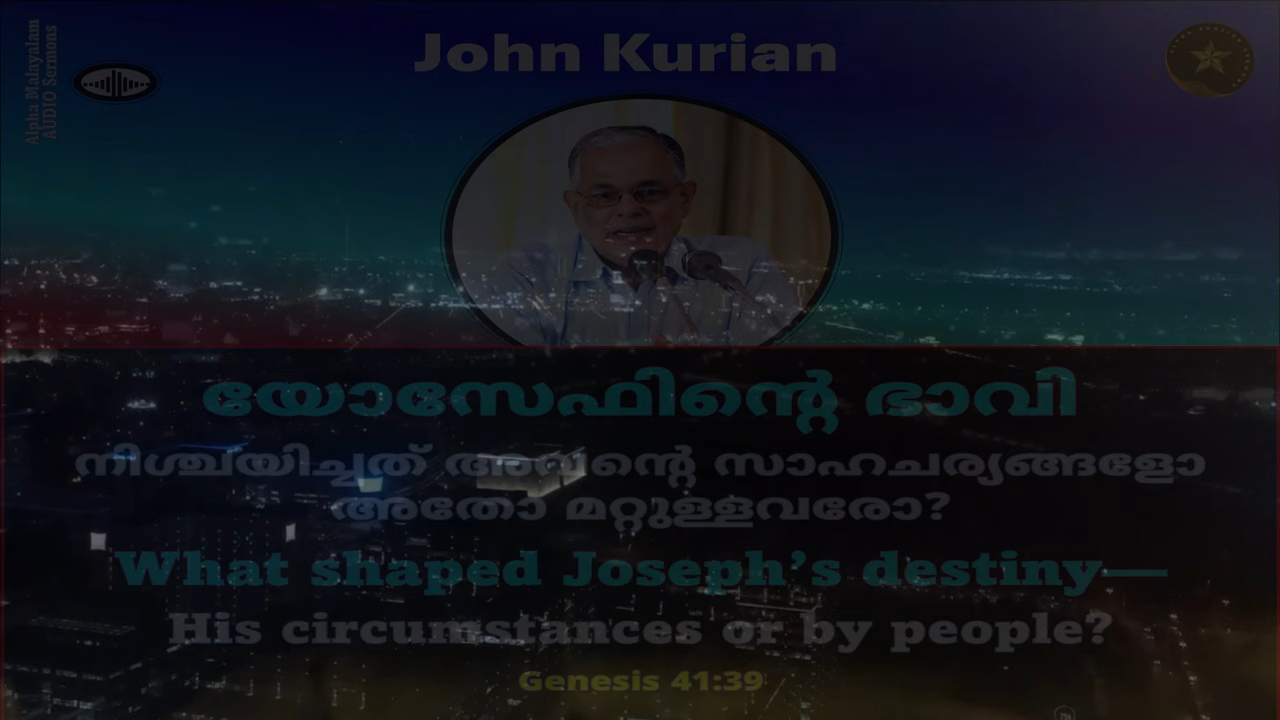 Alpha Malayalam
AUDIO Sermons
John Kurian
യോസേഫിന്റെ ഭാവി
നിശ്ചയിച്ചത് അവന്റെ സാഹചര്യങ്ങളോ
അതോ മറ്റുള്ളവരോ?
What shaped Joseph’s destiny—
His circumstances or by people?
Genesis 41:39